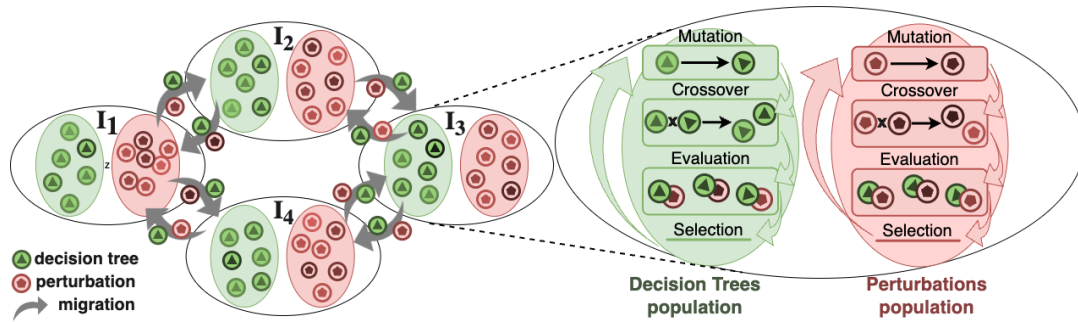 I1
z
I2
I3
I4
decision tree
perturbation
migration
Mutation
Crossover
x
Evaluation
Selection
Decision Trees
population
Mutation
Crossover
x
Evaluation
Selection
Perturbations
population